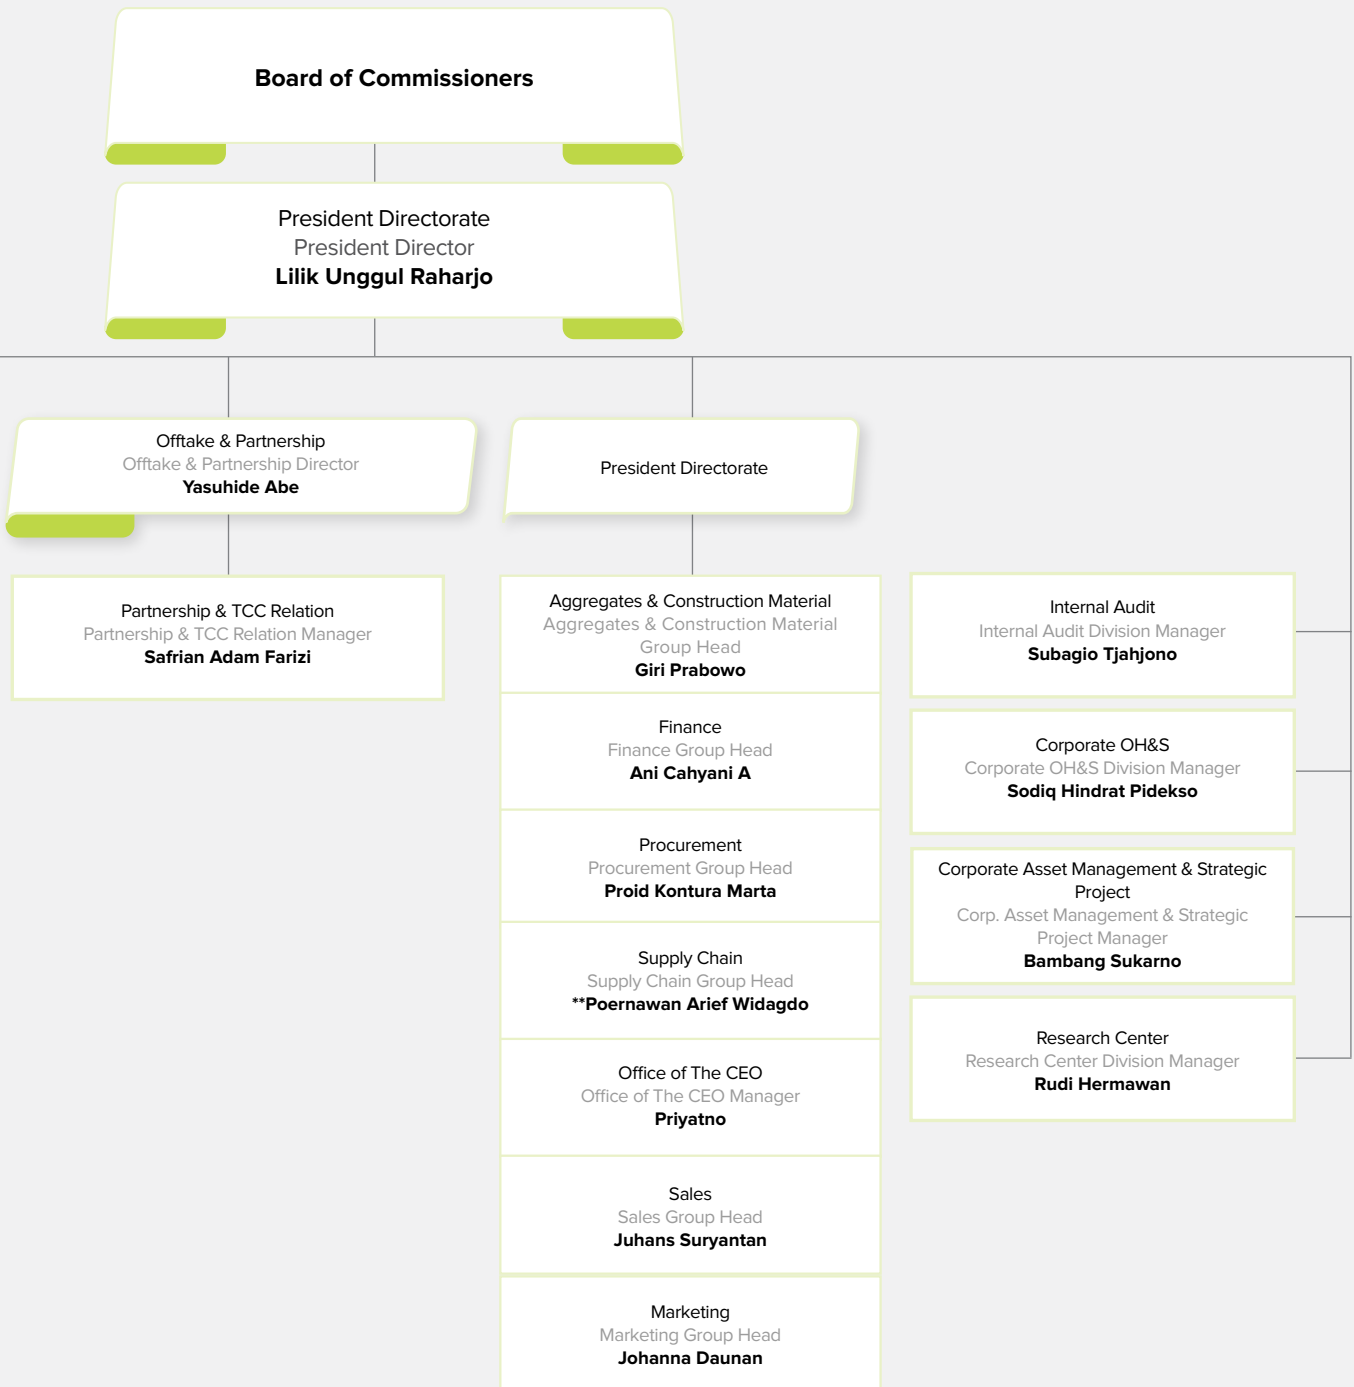 Board of Commissioners
President Directorate
President Director
Lilik Unggul Raharjo
Offtake & Partnership
Offtake & Partnership Director
Yasuhide Abe
Partnership & TCC Relation
Partnership & TCC Relation Manager
Safrian Adam Farizi
President Directorate
Aggregates & Construction Material
Aggregates & Construction Material
Group Head
Giri Prabowo
Finance
Finance Group Head
Ani Cahyani A
Procurement
Procurement Group Head
Proid Kontura Marta
Supply Chain
Supply Chain Group Head
**Poernawan Arief Widagdo
Office of The CEO
Office of The CEO Manager
Priyatno
Sales
Sales Group Head
Juhans Suryantan
Marketing
Marketing Group Head
Johanna Daunan
Internal Audit
Internal Audit Division Manager
Subagio Tjahjono
Corporate OH&S
Corporate OH&S Division Manager
Sodiq Hindrat Pidekso
Corporate Asset Management & Strategic
Project
Corp. Asset Management & Strategic
Project Manager
Bambang Sukarno
Research Center
Research Center Division Manager
Rudi Hermawan